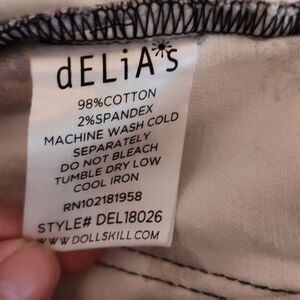 dELiA*s
98%COTTON
2%SPANDEX
MACHINE WASH COLD
SEPARATELY
DO NOT BLEACH
TUMBLE DRY LOW
COOL IRON
RN102181958
STYLE# DEL18026
WWW.DOLLSKILL.COM